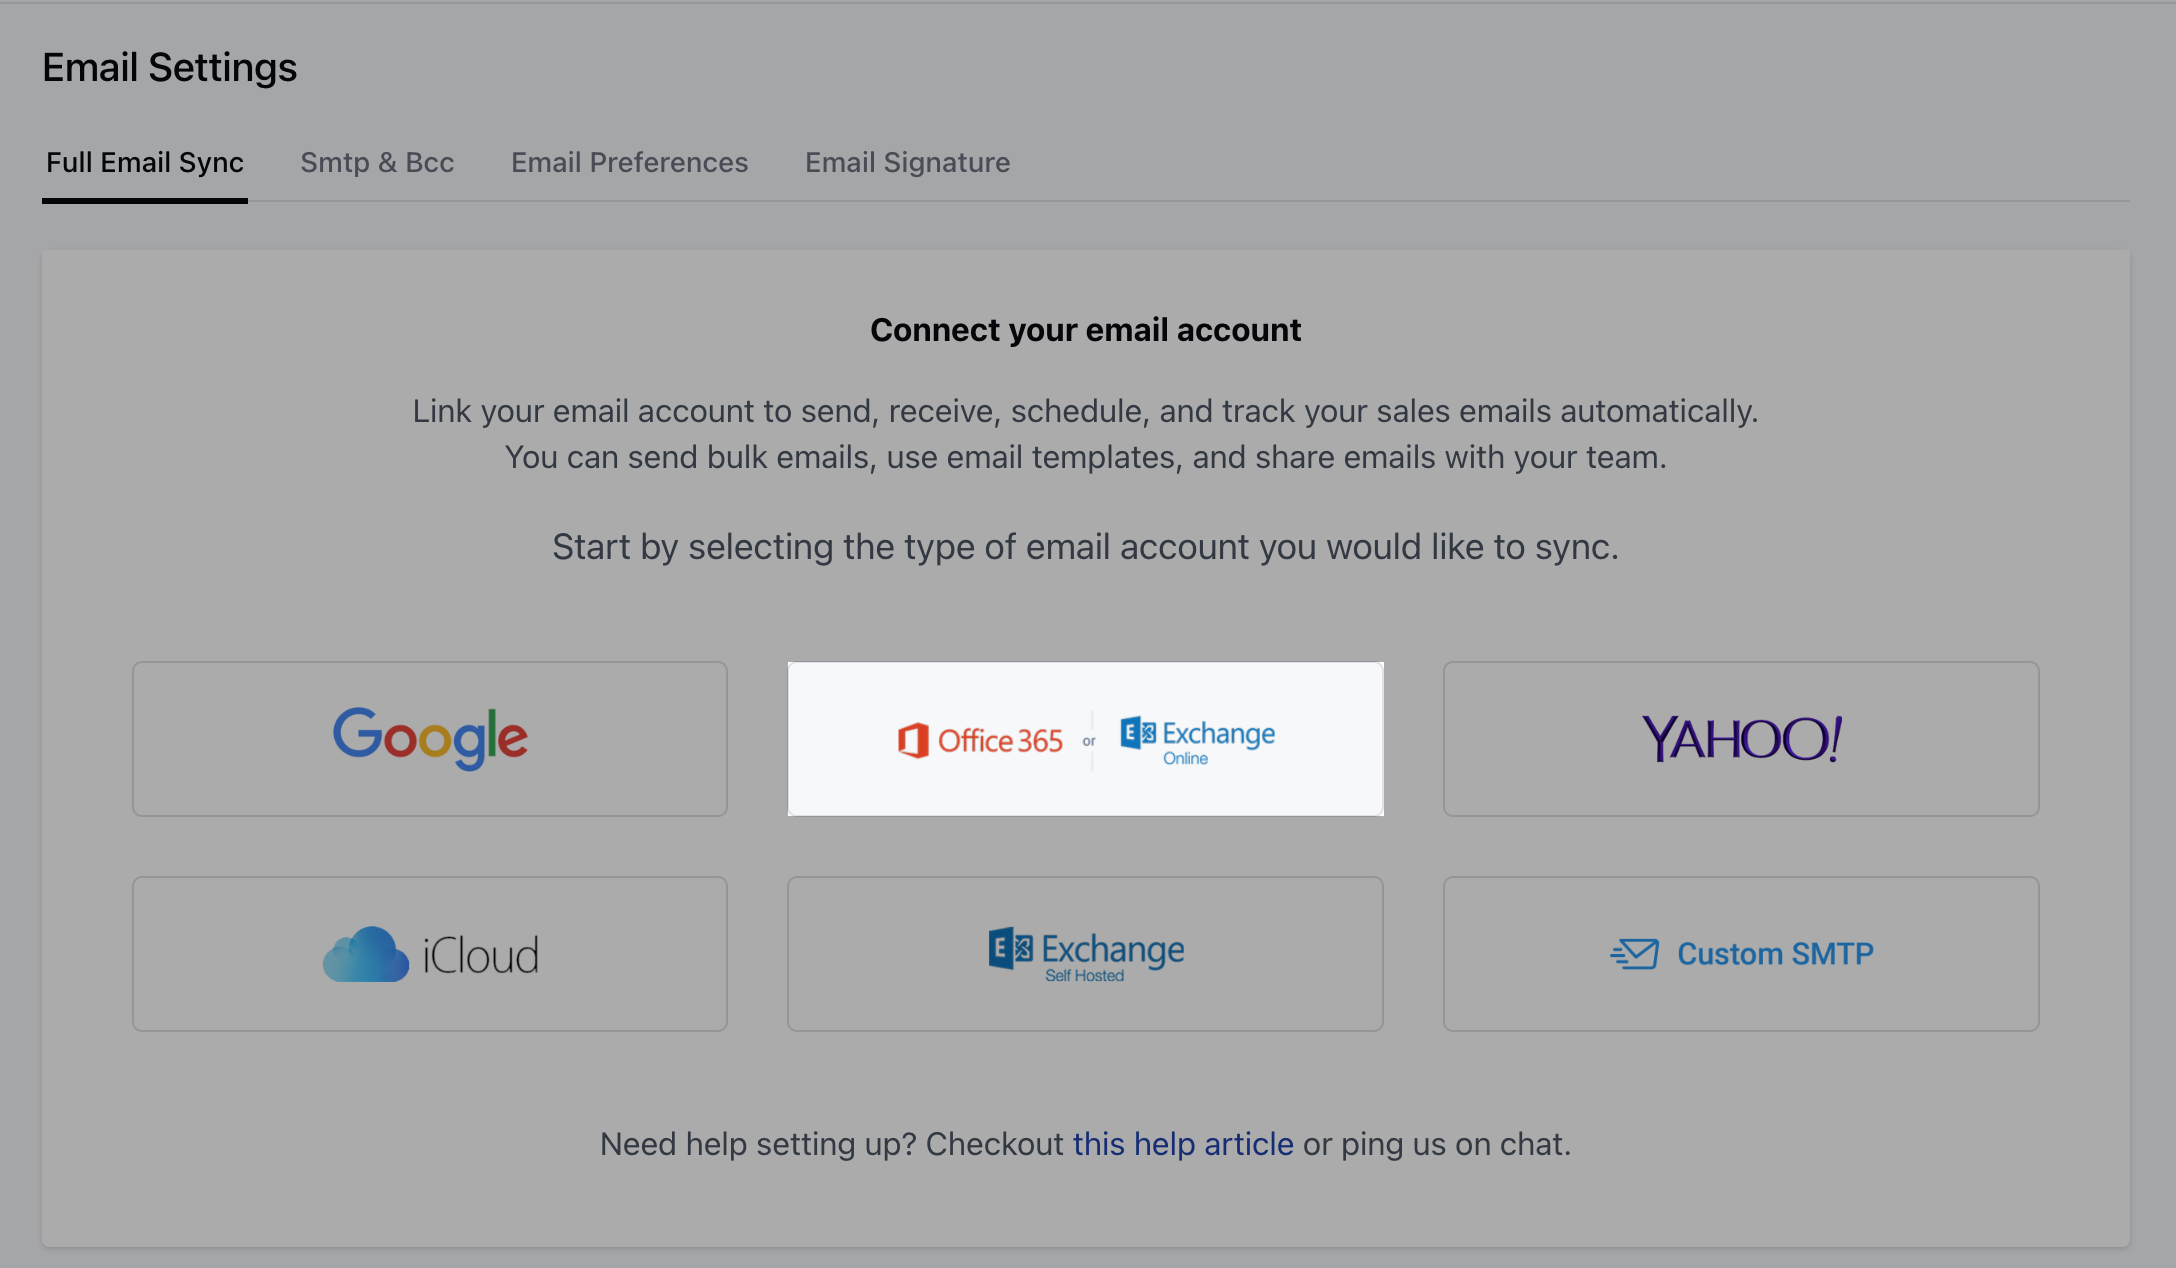 Email Settings
Full Email Sync Smtp & Bcc Email Preferences Email Signature
Connect your email account
Link your email account to send, receive, schedule, and track your sales emails automatically.
You can send bulk emails, use email templates, and share emails with your team.
Start by selecting the type of email account you would like to sync.
Google
Office 365 or Exchange
Online
YAHOO!
iCloud
Exchange
Self Hosted
Custom SMTP
Need help setting up? Checkout this help article or ping us on chat.